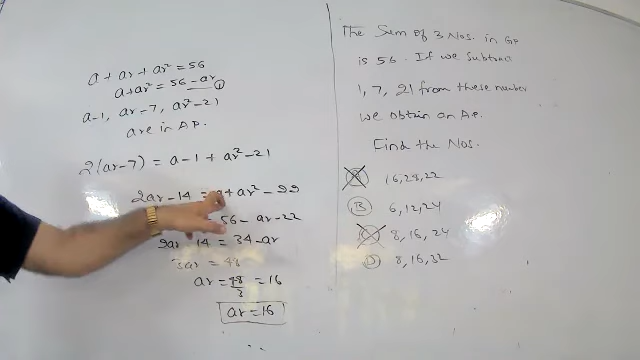 a + ar + ar² = 56
a + ar² = 56 - ar ①
a-1, ar-7, ar²-21
are in A.P.
2(ar-7) = a-1 + ar²-21
2ar-14 = a + ar² - 22
56 - ar - 22
2ar - 14 = 34 - ar
3ar = 48
ar = 48/3 = 16
ar = 16
The Sum of 3 Nos. in GP
is 56. If we Subtract
1, 7, 21 from these number
we obtain an A.P.
Find the Nos.
A 16, 28, 22
B 6, 12, 24
C 8, 16, 24
D 8, 16, 32